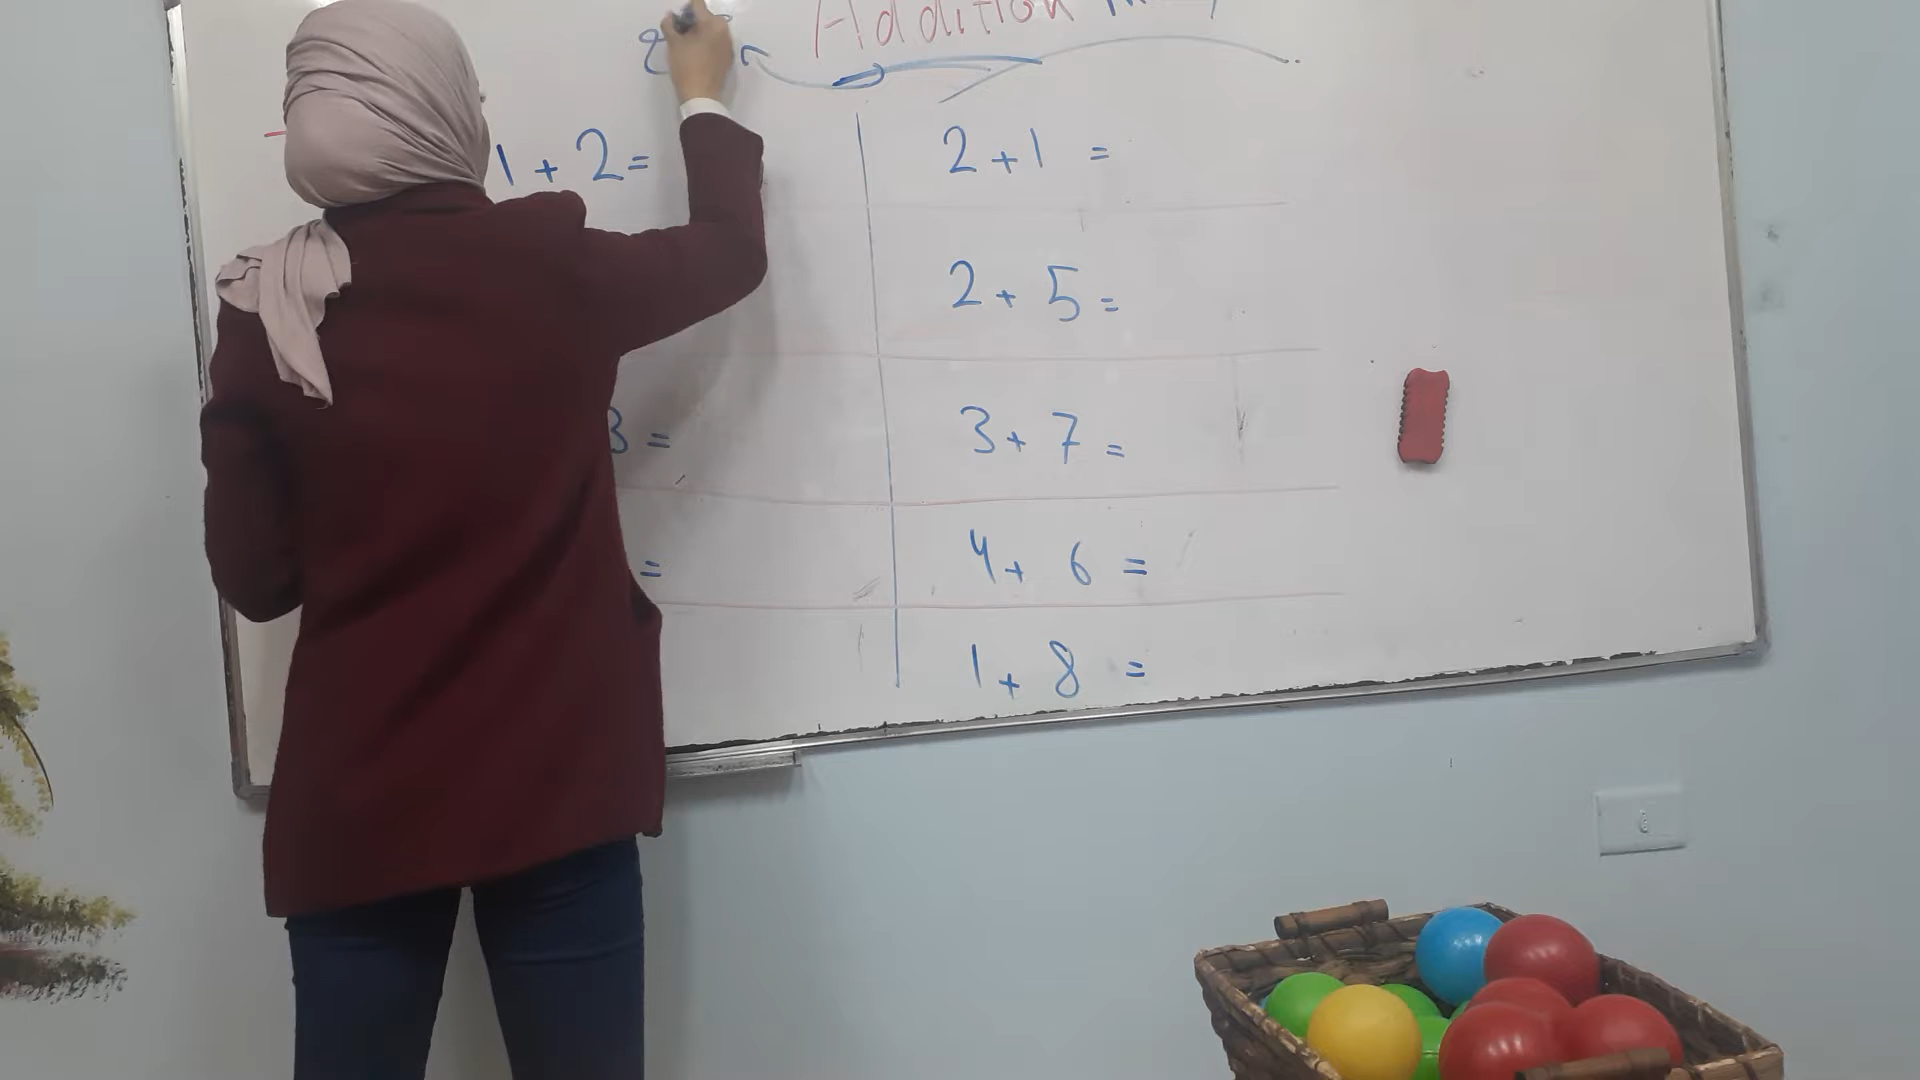 Addition
1 + 2 =
2 + 1 =
2 + 5 =
3 =
3 + 7 =
=
4 + 6 =
1 + 8 =